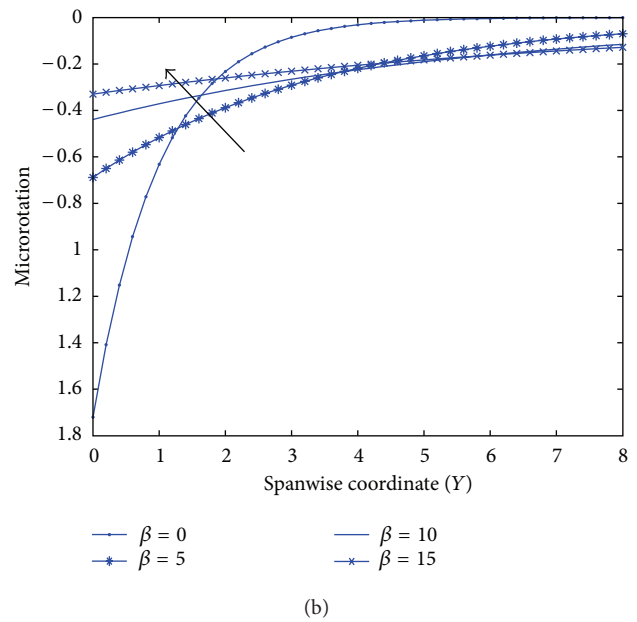 0
−0.2
−0.4
−0.6
−0.8
1
1.2
1.4
1.6
1.8
Microrotation
0 1 2 3 4 5 6 7 8
Spanwise coordinate (Y)
β = 0 β = 10
β = 5 β = 15
(b)